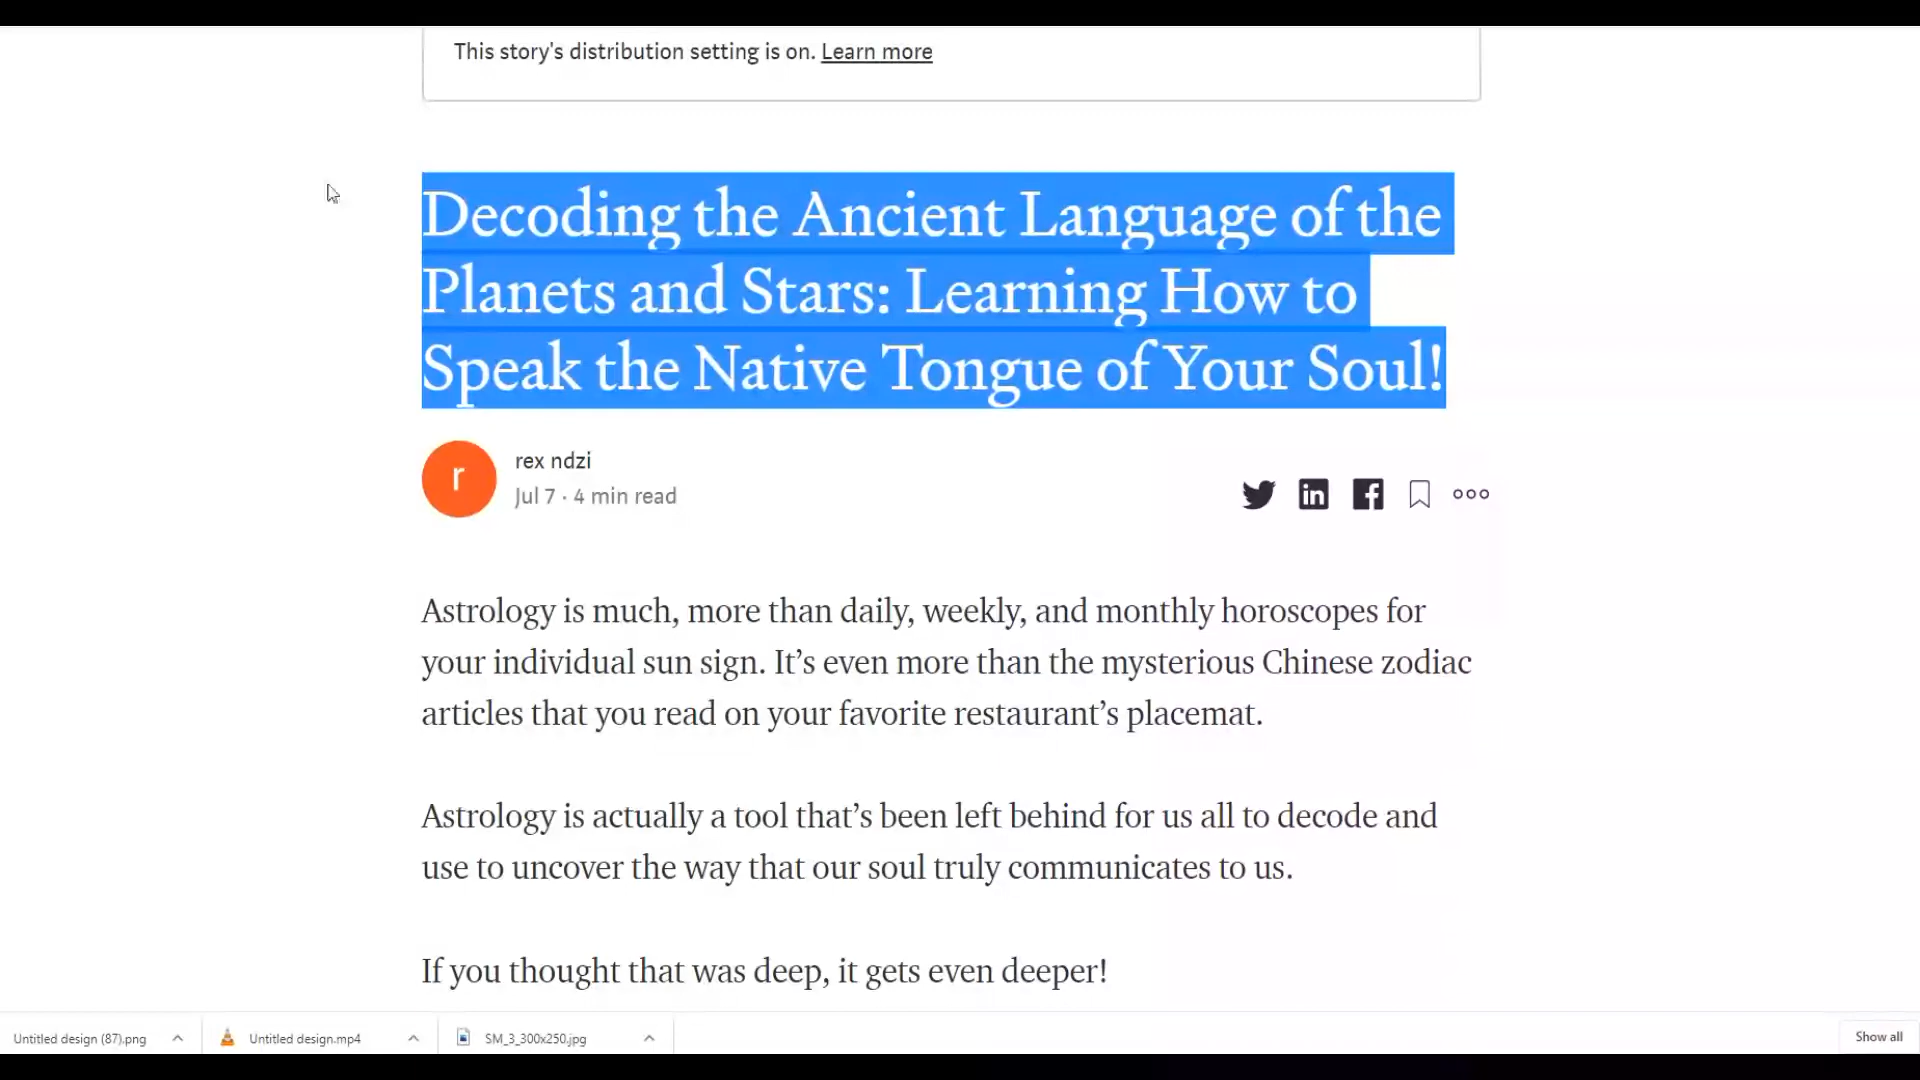 This story's distribution setting is on. Learn more
Decoding the Ancient Language of the
Planets and Stars: Learning How to
Speak the Native Tongue of Your Soul!
r
rex ndzi
Jul 7 · 4 min read
Astrology is much, more than daily, weekly, and monthly horoscopes for
your individual sun sign. It’s even more than the mysterious Chinese zodiac
articles that you read on your favorite restaurant’s placemat.
Astrology is actually a tool that’s been left behind for us all to decode and
use to uncover the way that our soul truly communicates to us.
If you thought that was deep, it gets even deeper!
Untitled design (87).png
Untitled design.mp4
SM_3_300x250.jpg
Show all